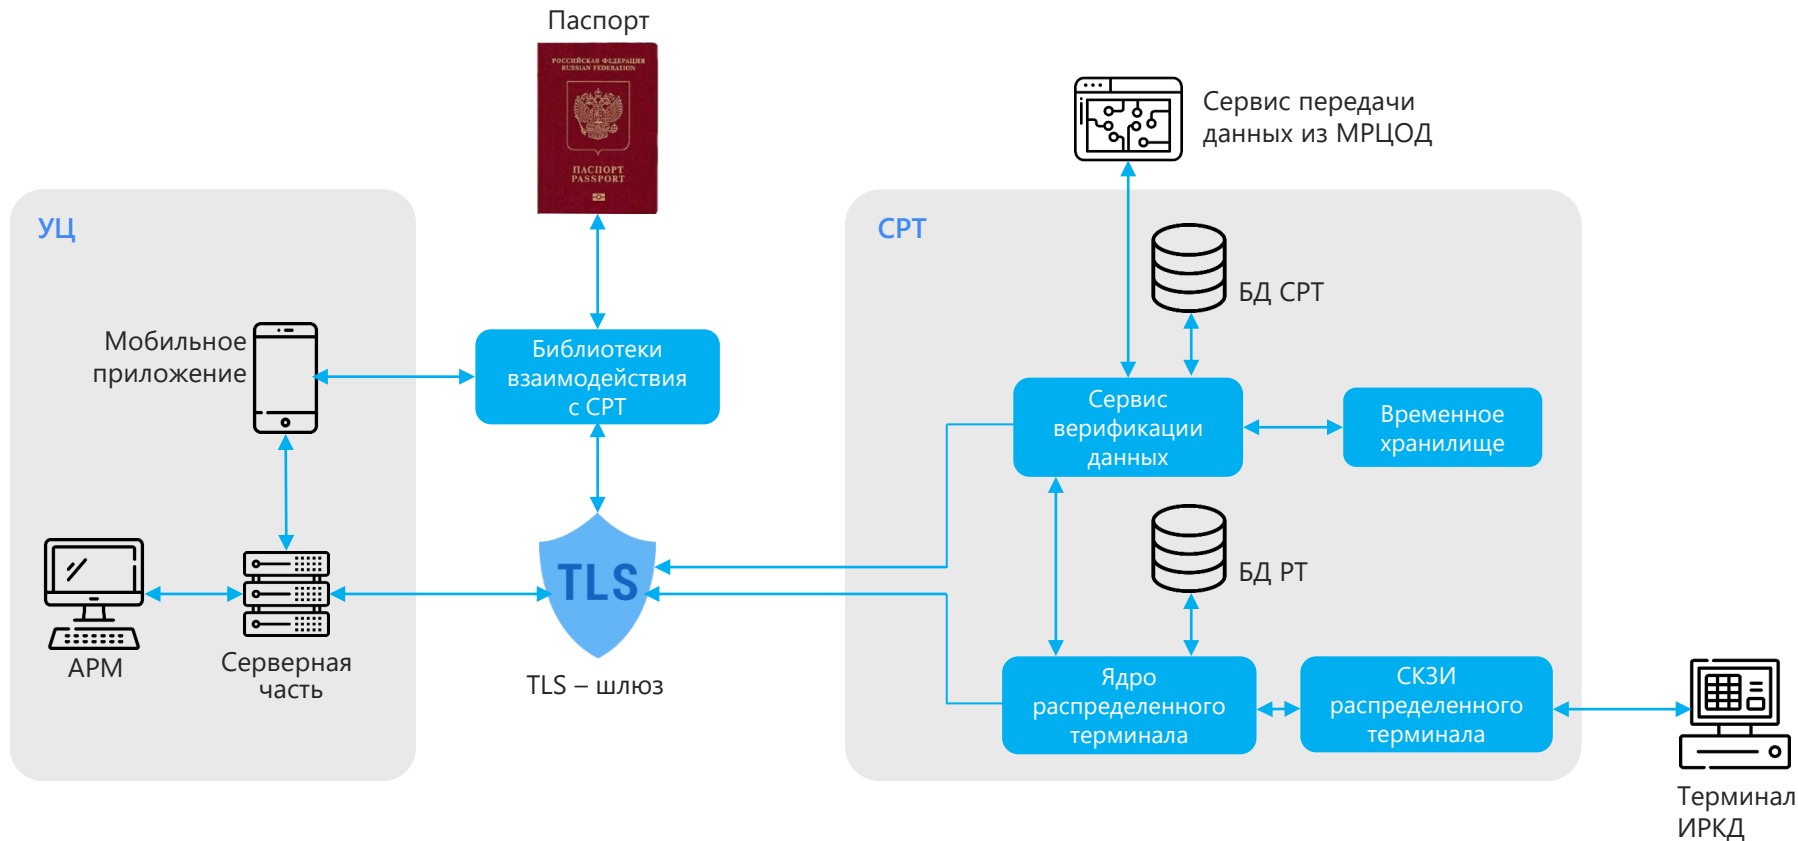 Паспорт
РОССИЙСКАЯ ФЕДЕРАЦИЯ
RUSSIAN FEDERATION
ПАСПОРТ
PASSPORT
Сервис передачи
данных из МРЦОД
УЦ
СРТ
БД СРТ
Мобильное
приложение
Библиотеки
взаимодействия
с СРТ
Сервис
верификации
данных
Временное
хранилище
TLS
БД РТ
АРМ
Серверная
часть
TLS – шлюз
Ядро
распределенного
терминала
СКЗИ
распределенного
терминала
Терминал
ИРКД